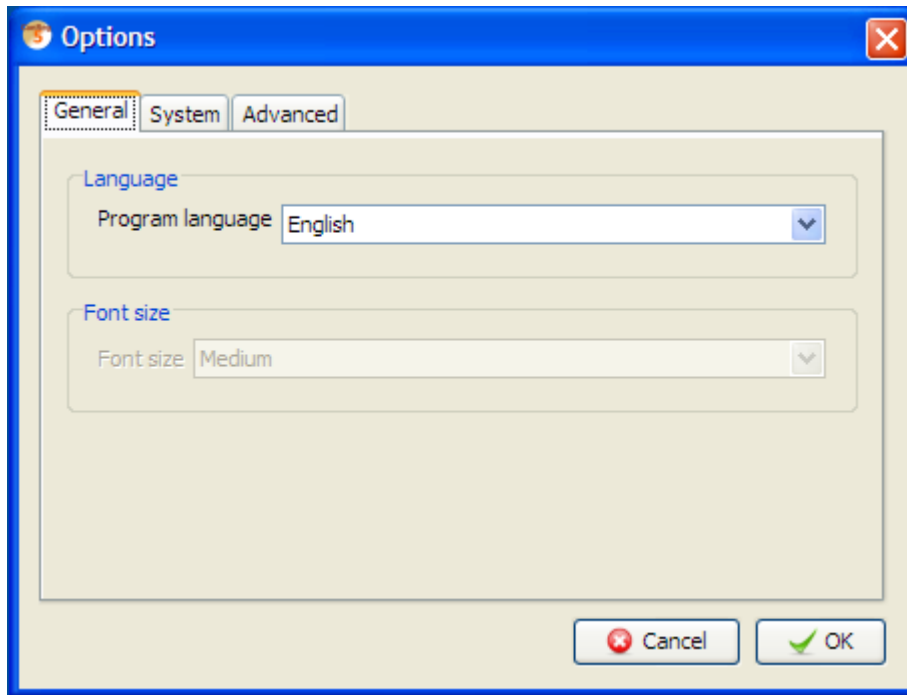 Options
General System Advanced
Language
Program language English
Font size
Font size Medium
Cancel OK